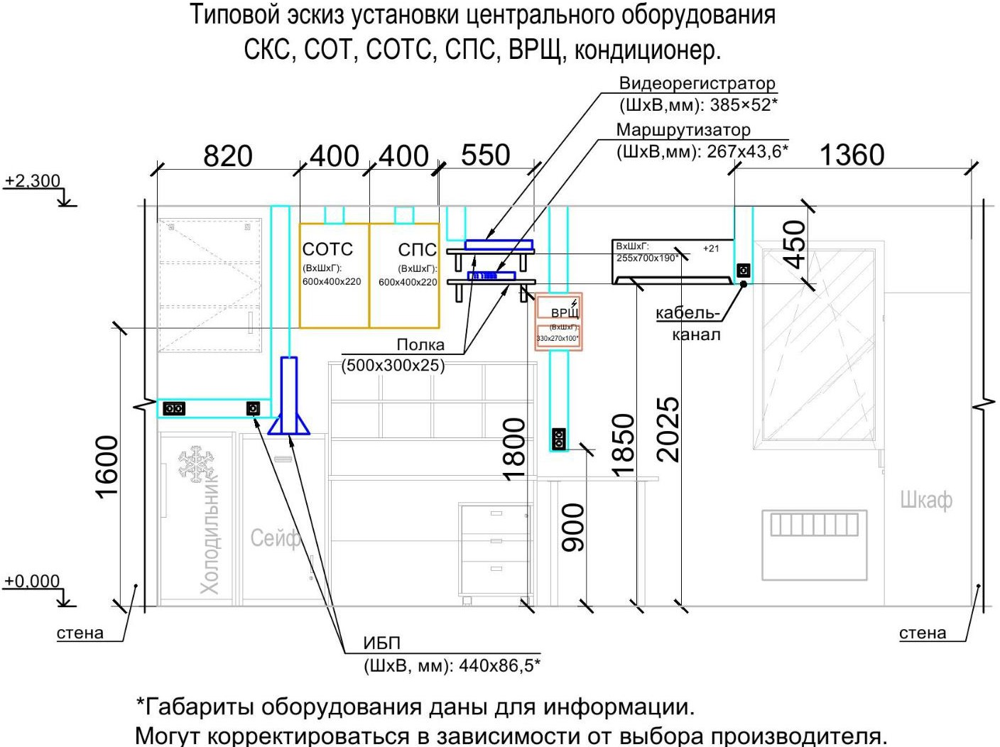 Типовой эскиз установки центрального оборудования
СКС, СОТ, СОТС, СПС, ВРЩ, кондиционер.
Видеорегистратор
(ШхВ,мм): 385×52*
Маршрутизатор
(ШхВ,мм): 267х43,6*
820
400
400
550
1360
+2,300
СОТС
(ВхШхГ):
600х400х220
СПС
(ВхШхГ):
600х400х220
ВхШхГ:
255х700х190*
+21
450
ВРЩ
(ВхШхГ):
330х270х100*
кабель-
канал
Полка
(500х300х25)
1600
1800
900
1850
2025
Холодильник
Сейф
Шкаф
+0,000
стена
стена
ИБП
(ШхВ, мм): 440х86,5*
*Габариты оборудования даны для информации.
Могут корректироваться в зависимости от выбора производителя.